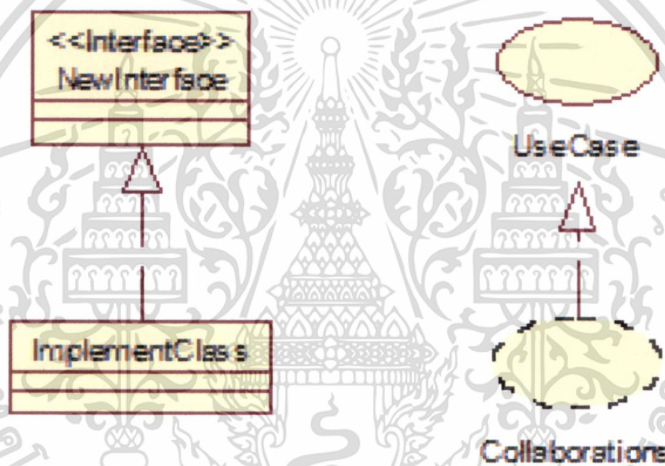 <<Interface>>
NewInterface
UseCase
ImplementClass
Collaborations